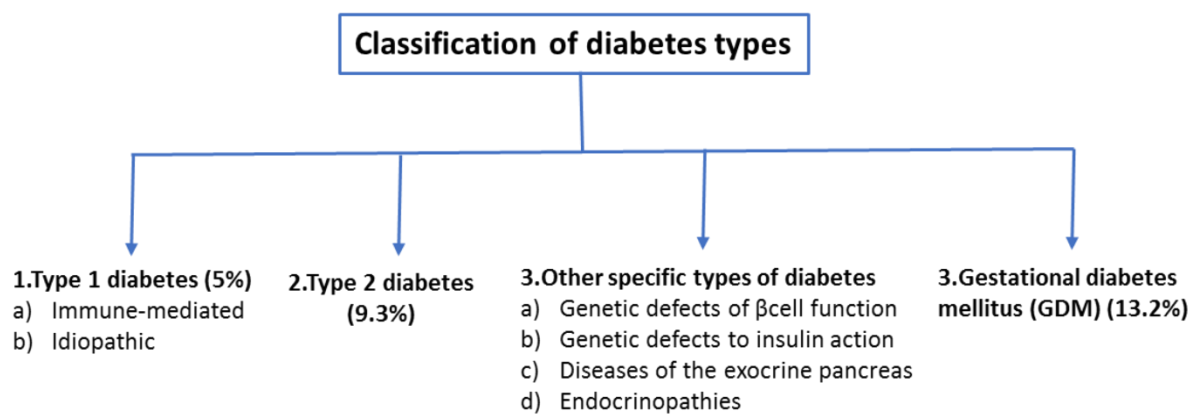 Classification of diabetes types
1.Type 1 diabetes (5%)
a) Immune-mediated
b) Idiopathic
2.Type 2 diabetes
(9.3%)
3.Other specific types of diabetes
a) Genetic defects of βcell function
b) Genetic defects to insulin action
c) Diseases of the exocrine pancreas
d) Endocrinopathies
3.Gestational diabetes
mellitus (GDM) (13.2%)